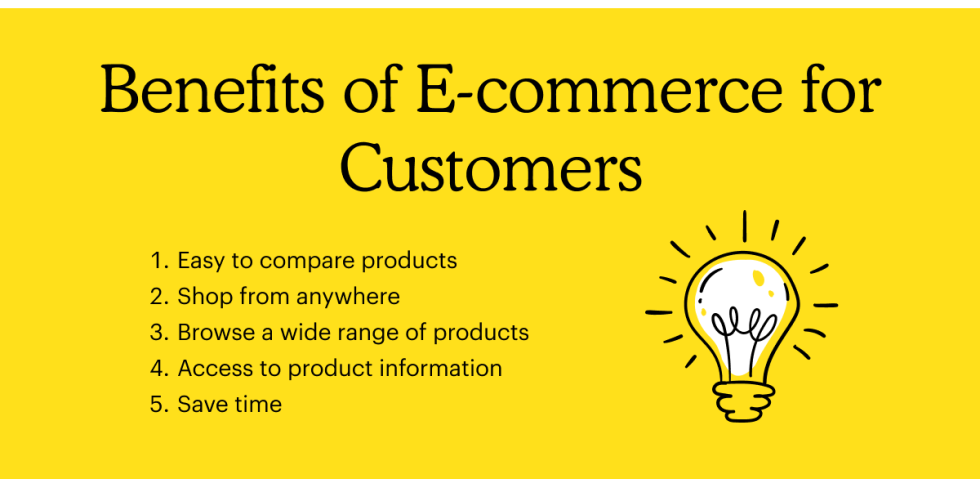 Benefits of E-commerce for
Customers
1. Easy to compare products
2. Shop from anywhere
3. Browse a wide range of products
4. Access to product information
5. Save time